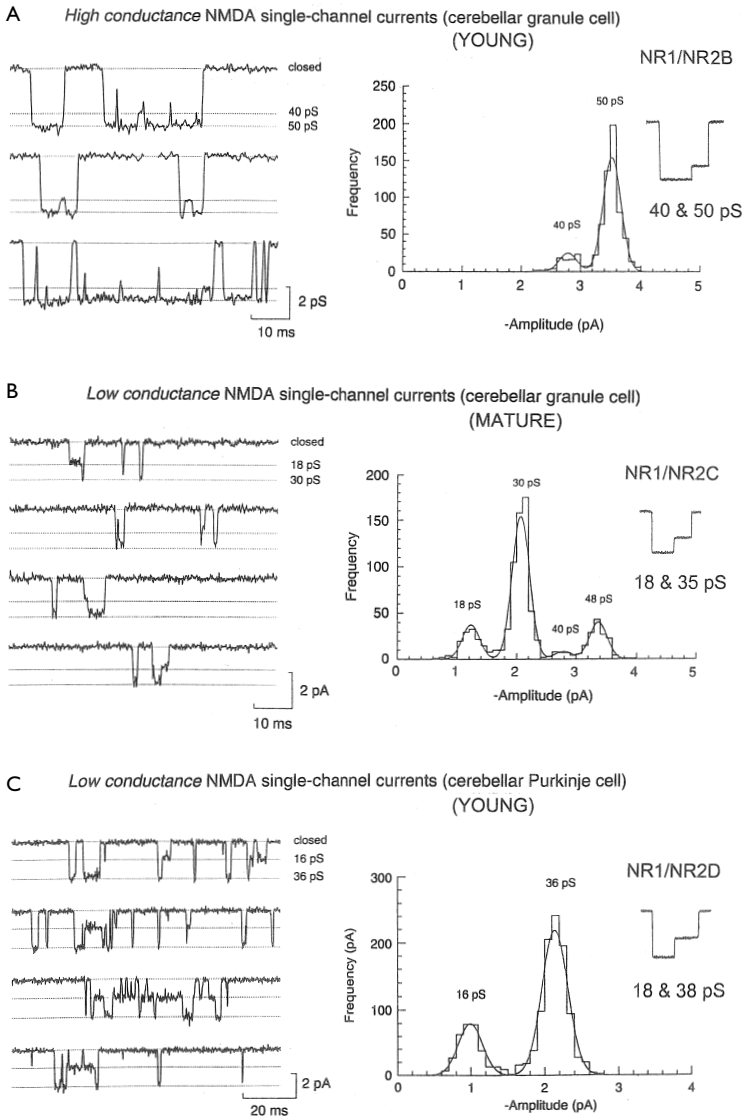 A
High conductance NMDA single-channel currents (cerebellar granule cell)
(YOUNG)
closed
40 pS
50 pS
2 pS
10 ms
250
200
150
100
50
0
Frequency
40 pS
50 pS
0 1 2 3 4 5
-Amplitude (pA)
NR1/NR2B
40 & 50 pS
B
Low conductance NMDA single-channel currents (cerebellar granule cell)
(MATURE)
closed
18 pS
30 pS
2 pA
10 ms
200
150
100
50
0
Frequency
18 pS
30 pS
40 pS
48 pS
0 1 2 3 4 5
-Amplitude (pA)
NR1/NR2C
18 & 35 pS
C
Low conductance NMDA single-channel currents (cerebellar Purkinje cell)
(YOUNG)
closed
16 pS
36 pS
2 pA
20 ms
300
200
100
0
Frequency (pA)
16 pS
36 pS
0 1 2 3 4
-Amplitude (pA)
NR1/NR2D
18 & 38 pS